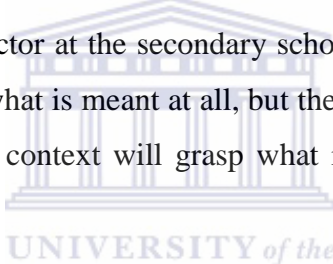 ctor at the secondary scho
what is meant at all, but the
context will grasp what
UNIVERSITY of the